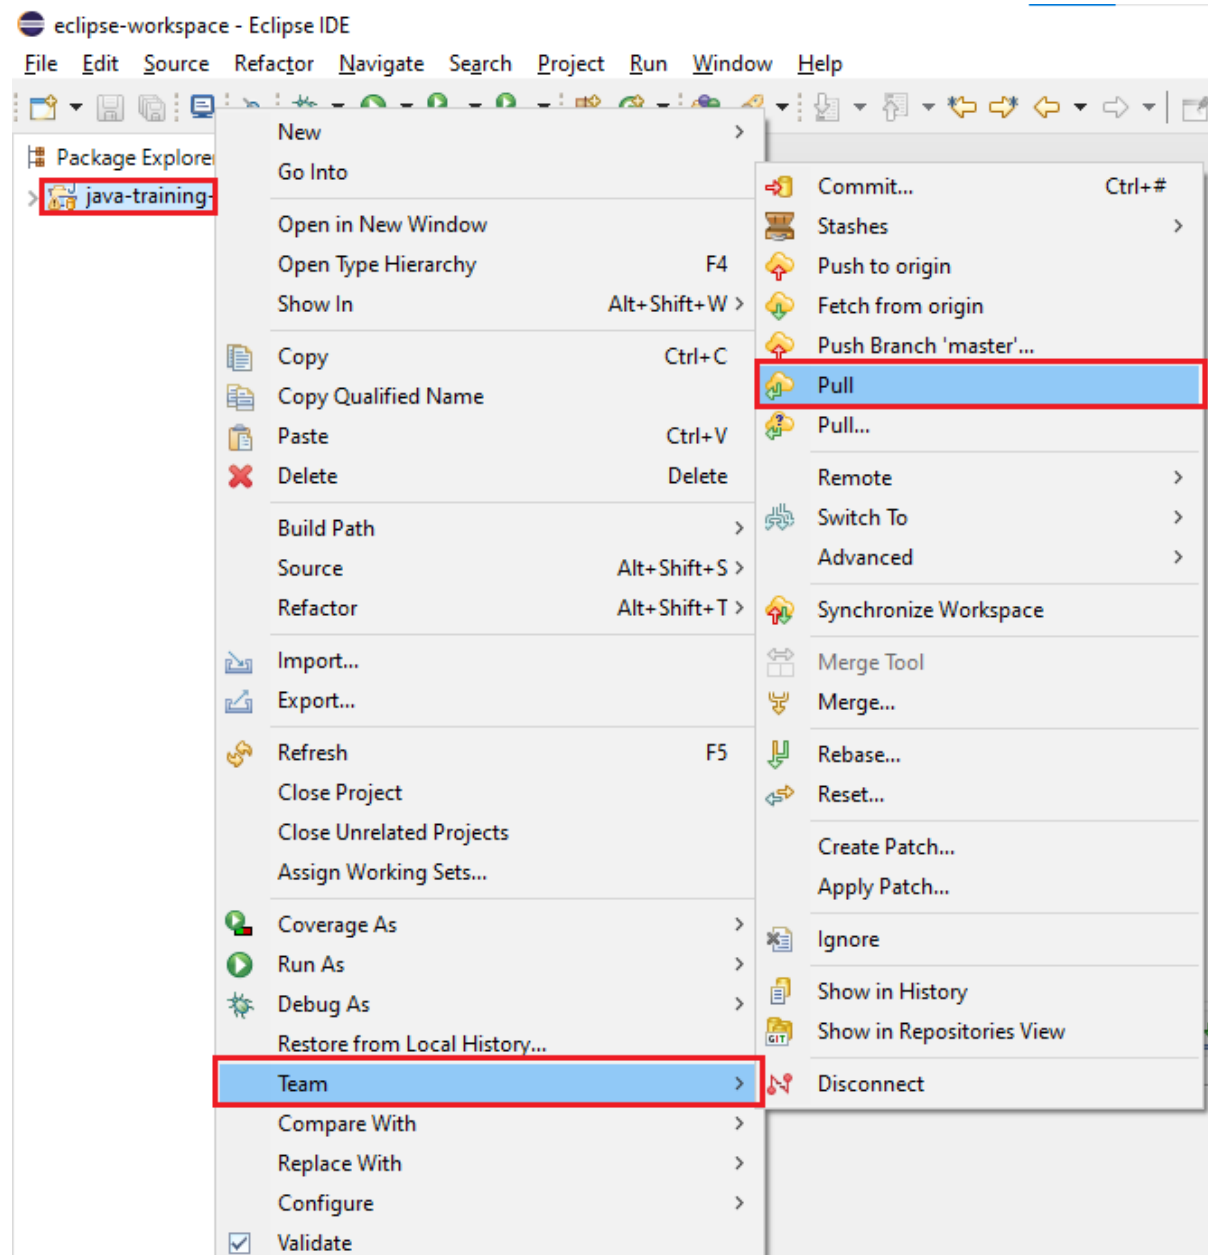 eclipse-workspace - Eclipse IDE
File Edit Source Refactor Navigate Search Project Run Window Help
Package Explorer
java-training-
New
Go Into
Open in New Window
Open Type Hierarchy F4
Show In Alt+Shift+W
Copy Ctrl+C
Copy Qualified Name
Paste Ctrl+V
Delete Delete
Build Path
Source Alt+Shift+S
Refactor Alt+Shift+T
Import...
Export...
Refresh F5
Close Project
Close Unrelated Projects
Assign Working Sets...
Coverage As
Run As
Debug As
Restore from Local History...
Team
Compare With
Replace With
Configure
Validate
Commit... Ctrl+#
Stashes
Push to origin
Fetch from origin
Push Branch 'master'...
Pull
Pull...
Remote
Switch To
Advanced
Synchronize Workspace
Merge Tool
Merge...
Rebase...
Reset...
Create Patch...
Apply Patch...
Ignore
Show in History
GIT Show in Repositories View
Disconnect